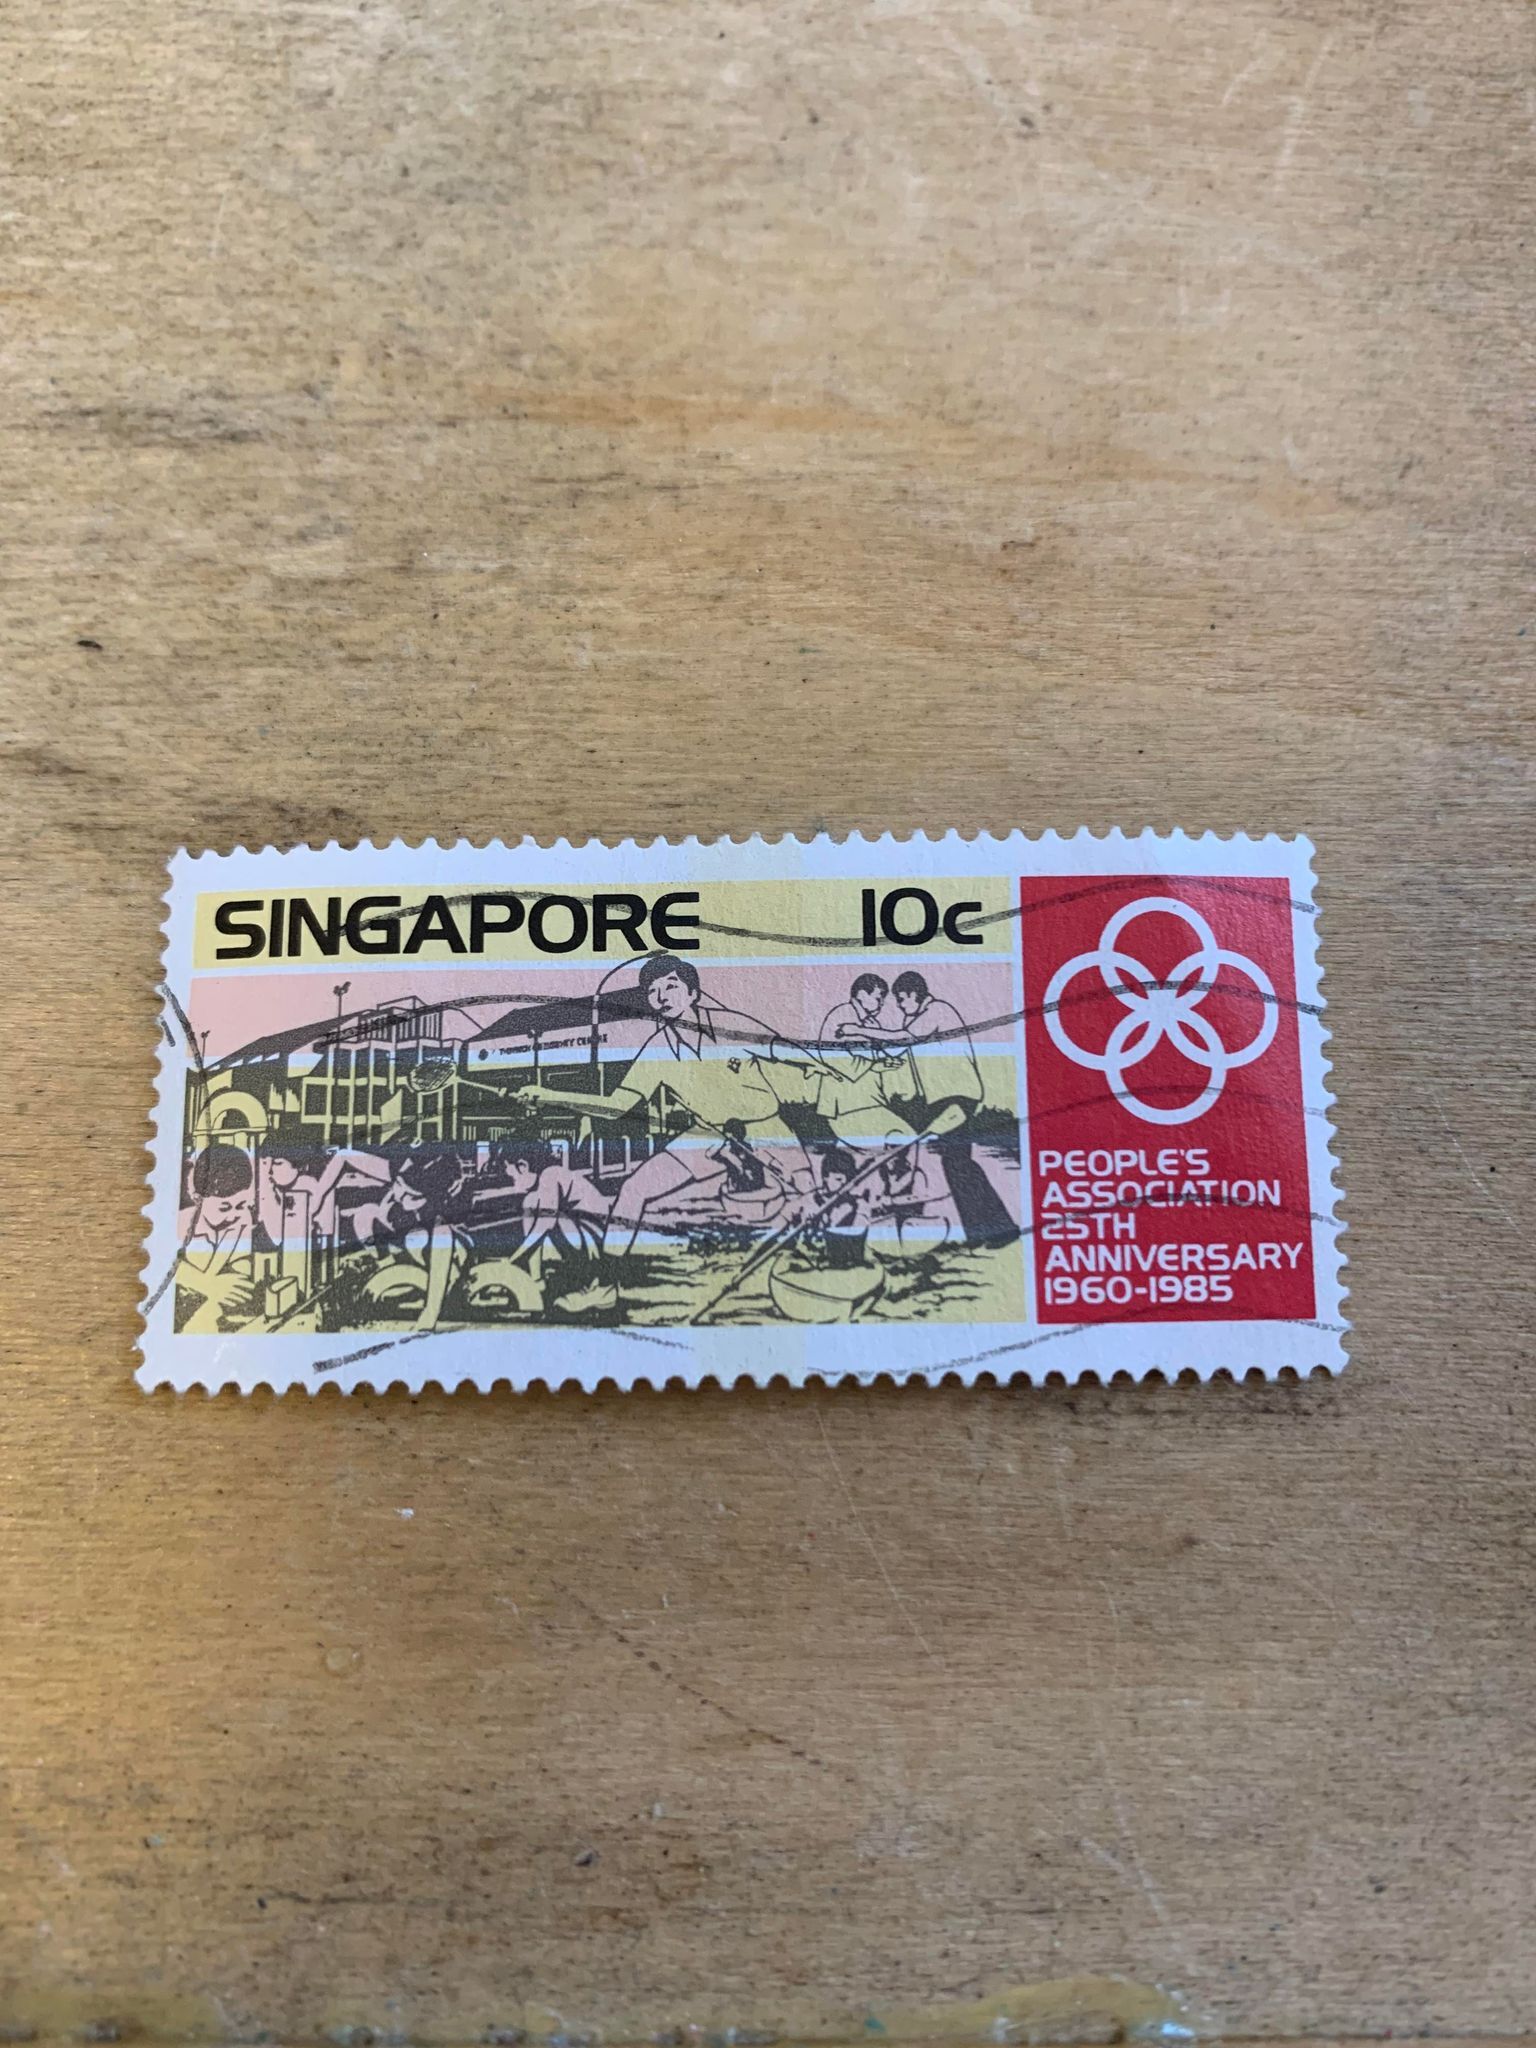 SINGAPORE 10c
PEOPLE'S
ASSOCIATION
25TH
ANNIVERSARY
1960-1985